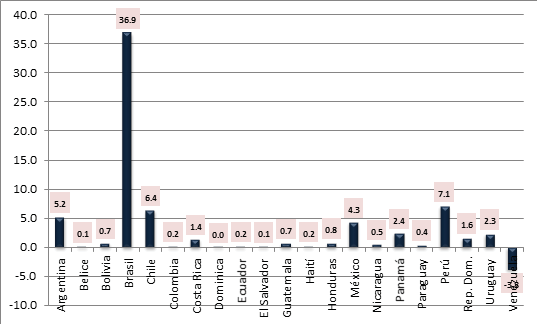 40.0
35.0
30.0
25.0
20.0
15.0
10.0
5.0
0.0
-5.0
-10.0
5.2
0.1
0.7
36.9
6.4
0.2
1.4
0.0
0.2
0.1
0.7
0.2
0.8
4.3
0.5
2.4
0.4
7.1
1.6
2.3
Argentina
Belice
Bolivia
Brasil
Chile
Colombia
Costa Rica
Dominica
Ecuador
El Salvador
Guatemala
Haití
Honduras
México
Nicaragua
Panamá
Paraguay
Perú
Rep. Dom.
Uruguay